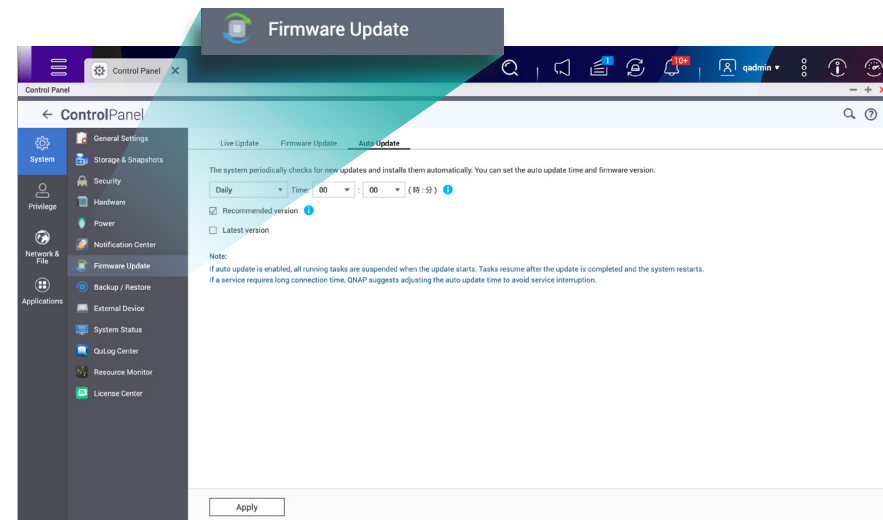 Firmware Update
Control Panel
1
10+
qadmin
Control Panel
ControlPanel
System
Privilege
Network & File
Applications
General Settings
Storage & Snapshots
Security
Hardware
Power
Notification Center
Firmware Update
Backup / Restore
External Device
System Status
QuLog Center
Resource Monitor
License Center
Live Update Firmware Update Auto Update
The system periodically checks for new updates and installs them automatically. You can set the auto update time and firmware version.
Daily Time: 00 : 00 (時:分)
Recommended version
Latest version
Note:
If auto update is enabled, all running tasks are suspended when the update starts. Tasks resume after the update is completed and the system restarts.
If a service requires long connection time, QNAP suggests adjusting the auto update time to avoid service interruption.
Apply